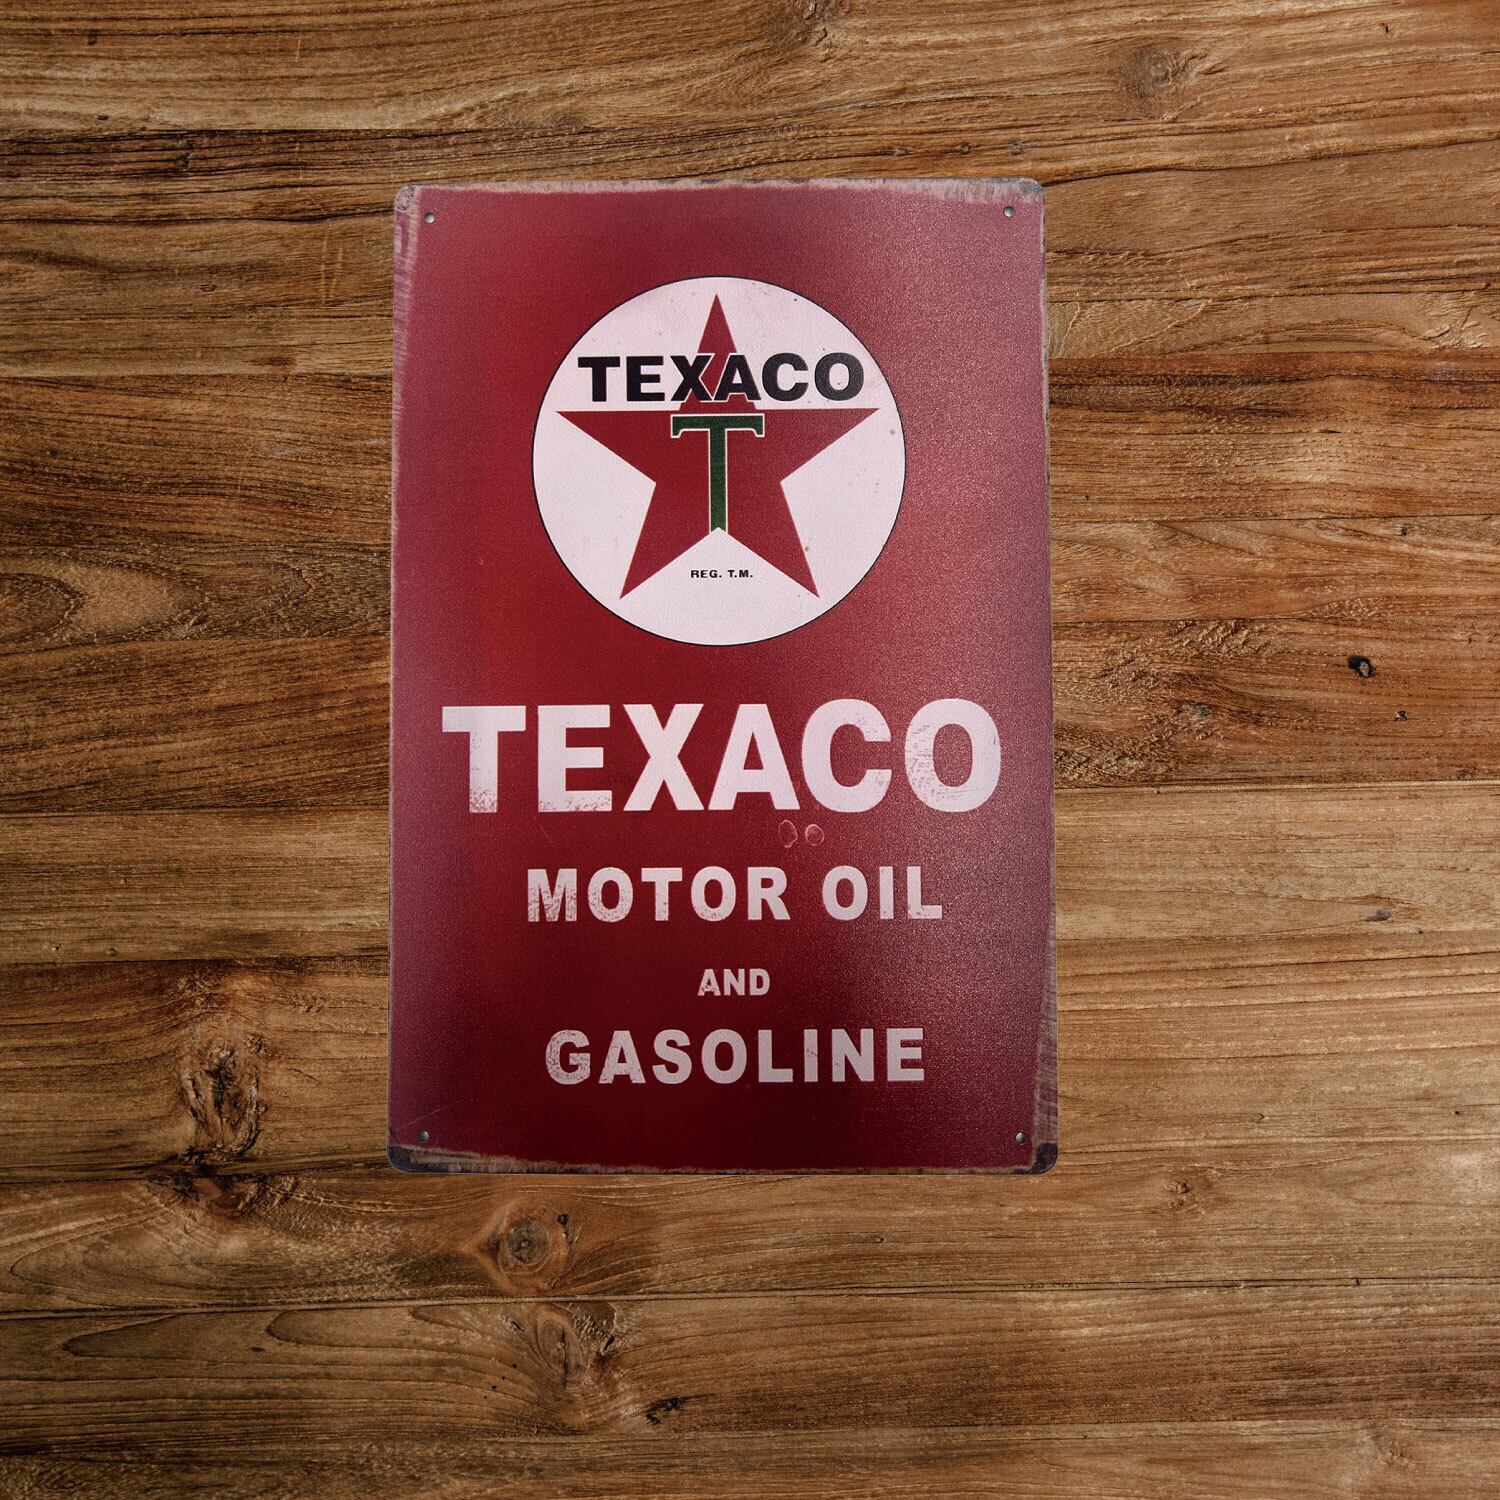 TEXACO
T
REG. T.M.
TEXACO
MOTOR OIL
AND
GASOLINE